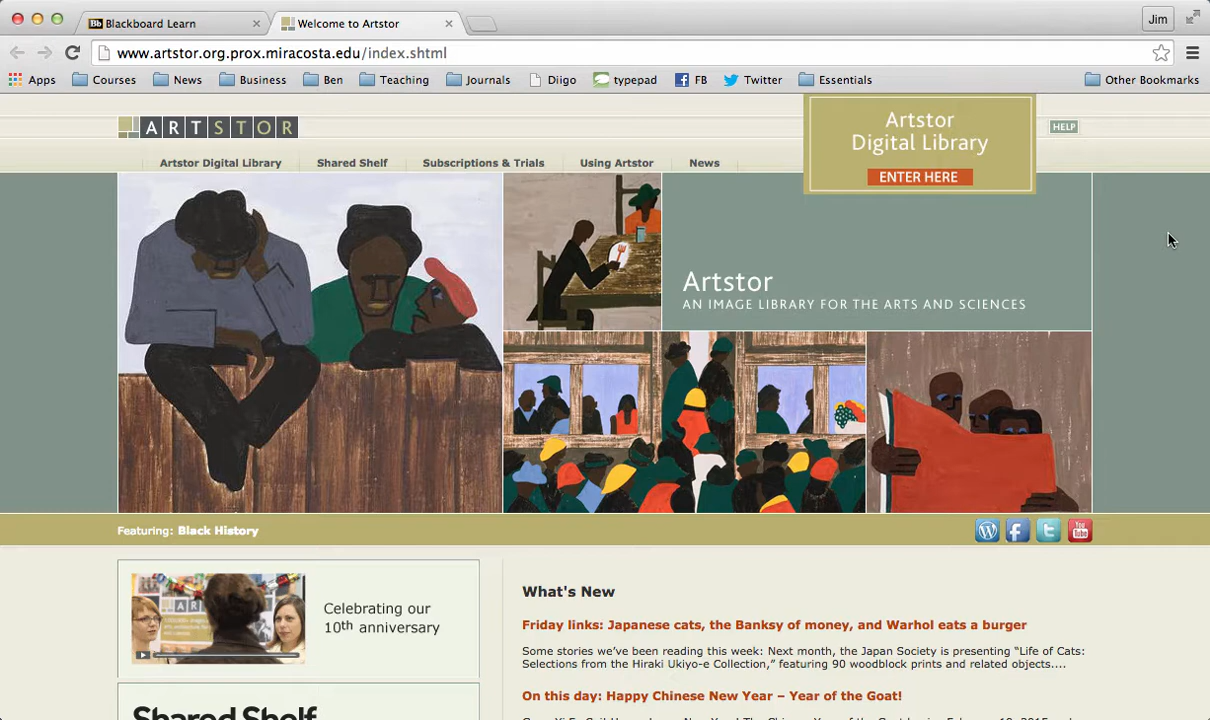 Blackboard Learn
Welcome to Artstor
Jim
www.artstor.org.prox.miracosta.edu/index.shtml
Apps Courses News Business Ben Teaching Journals Diigo typepad FB Twitter Essentials Other Bookmarks
ARTSTOR
Artstor
Digital Library
ENTER HERE
HELP
Artstor Digital Library Shared Shelf Subscriptions & Trials Using Artstor News
Artstor
AN IMAGE LIBRARY FOR THE ARTS AND SCIENCES
Featuring: Black History
You
Tube
Celebrating our
10th anniversary
Shared Shelf
What's New
Friday links: Japanese cats, the Banksy of money, and Warhol eats a burger
Some stories we've been reading this week: Next month, the Japan Society is presenting "Life of Cats:
Selections from the Hiraki Ukiyo-e Collection," featuring 90 woodblock prints and related objects....
On this day: Happy Chinese New Year – Year of the Goat!